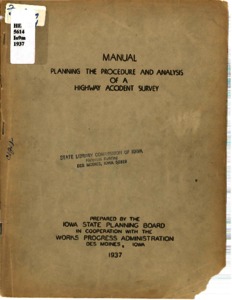 HE
5614
1937
MANUAL
PLANNING THE PROCEDURE AND ANALYSIS
OF A
HIGHWAY ACCIDENT SURVEY
STATE LIBRARY COMMISSION OF IOWA
DES MOINES, IOWA
PREPARED BY THE
IOWA STATE PLANNING BOARD
IN COOPERATION WITH THE
WORKS PROGRESS ADMINISTRATION
DES MOINES, IOWA
1937